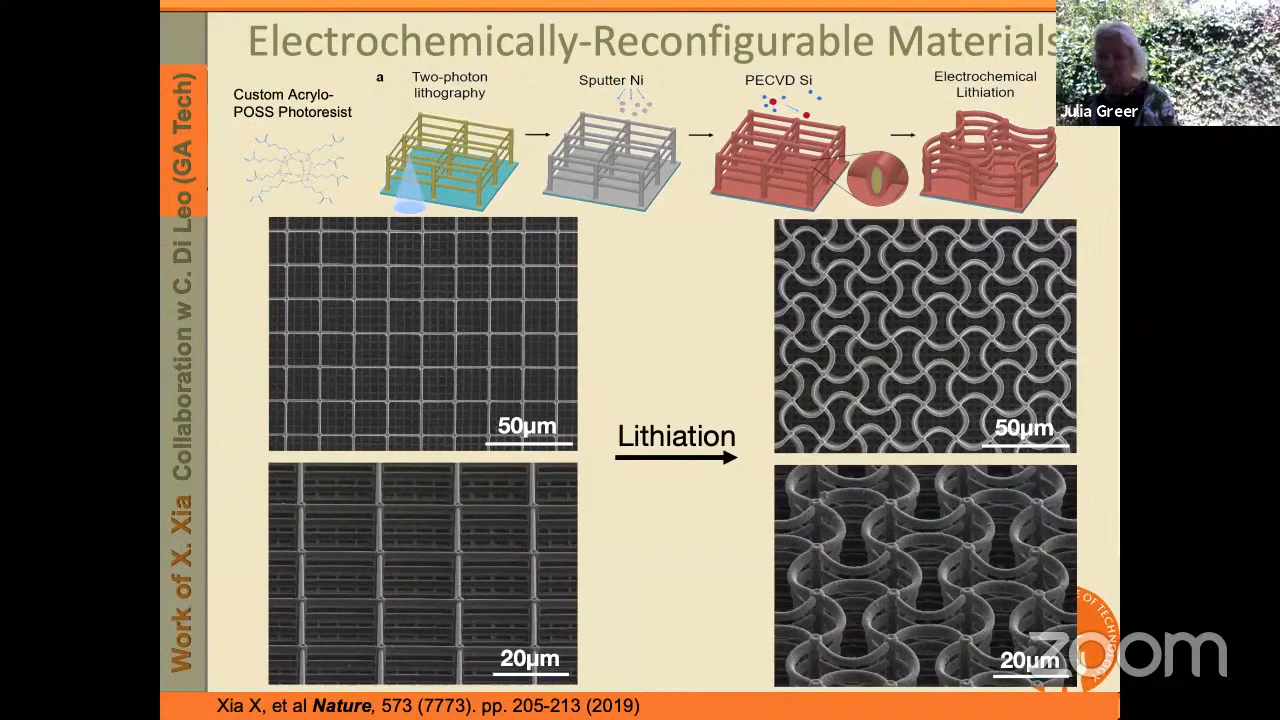 Electrochemically-Reconfigurable Materials
Julia Greer
Work of X. Xia Collaboration w C. Di Leo (GA Tech)
Custom Acrylo-
POSS Photoresist
a
Two-photon
lithography
Sputter Ni
PECVD Si
Electrochemical
Lithiation
50μm
50μm
Lithiation
20μm
20μm
E OF TECHNOLOGY
zoom
Xia X, et al Nature, 573 (7773). pp. 205-213 (2019)